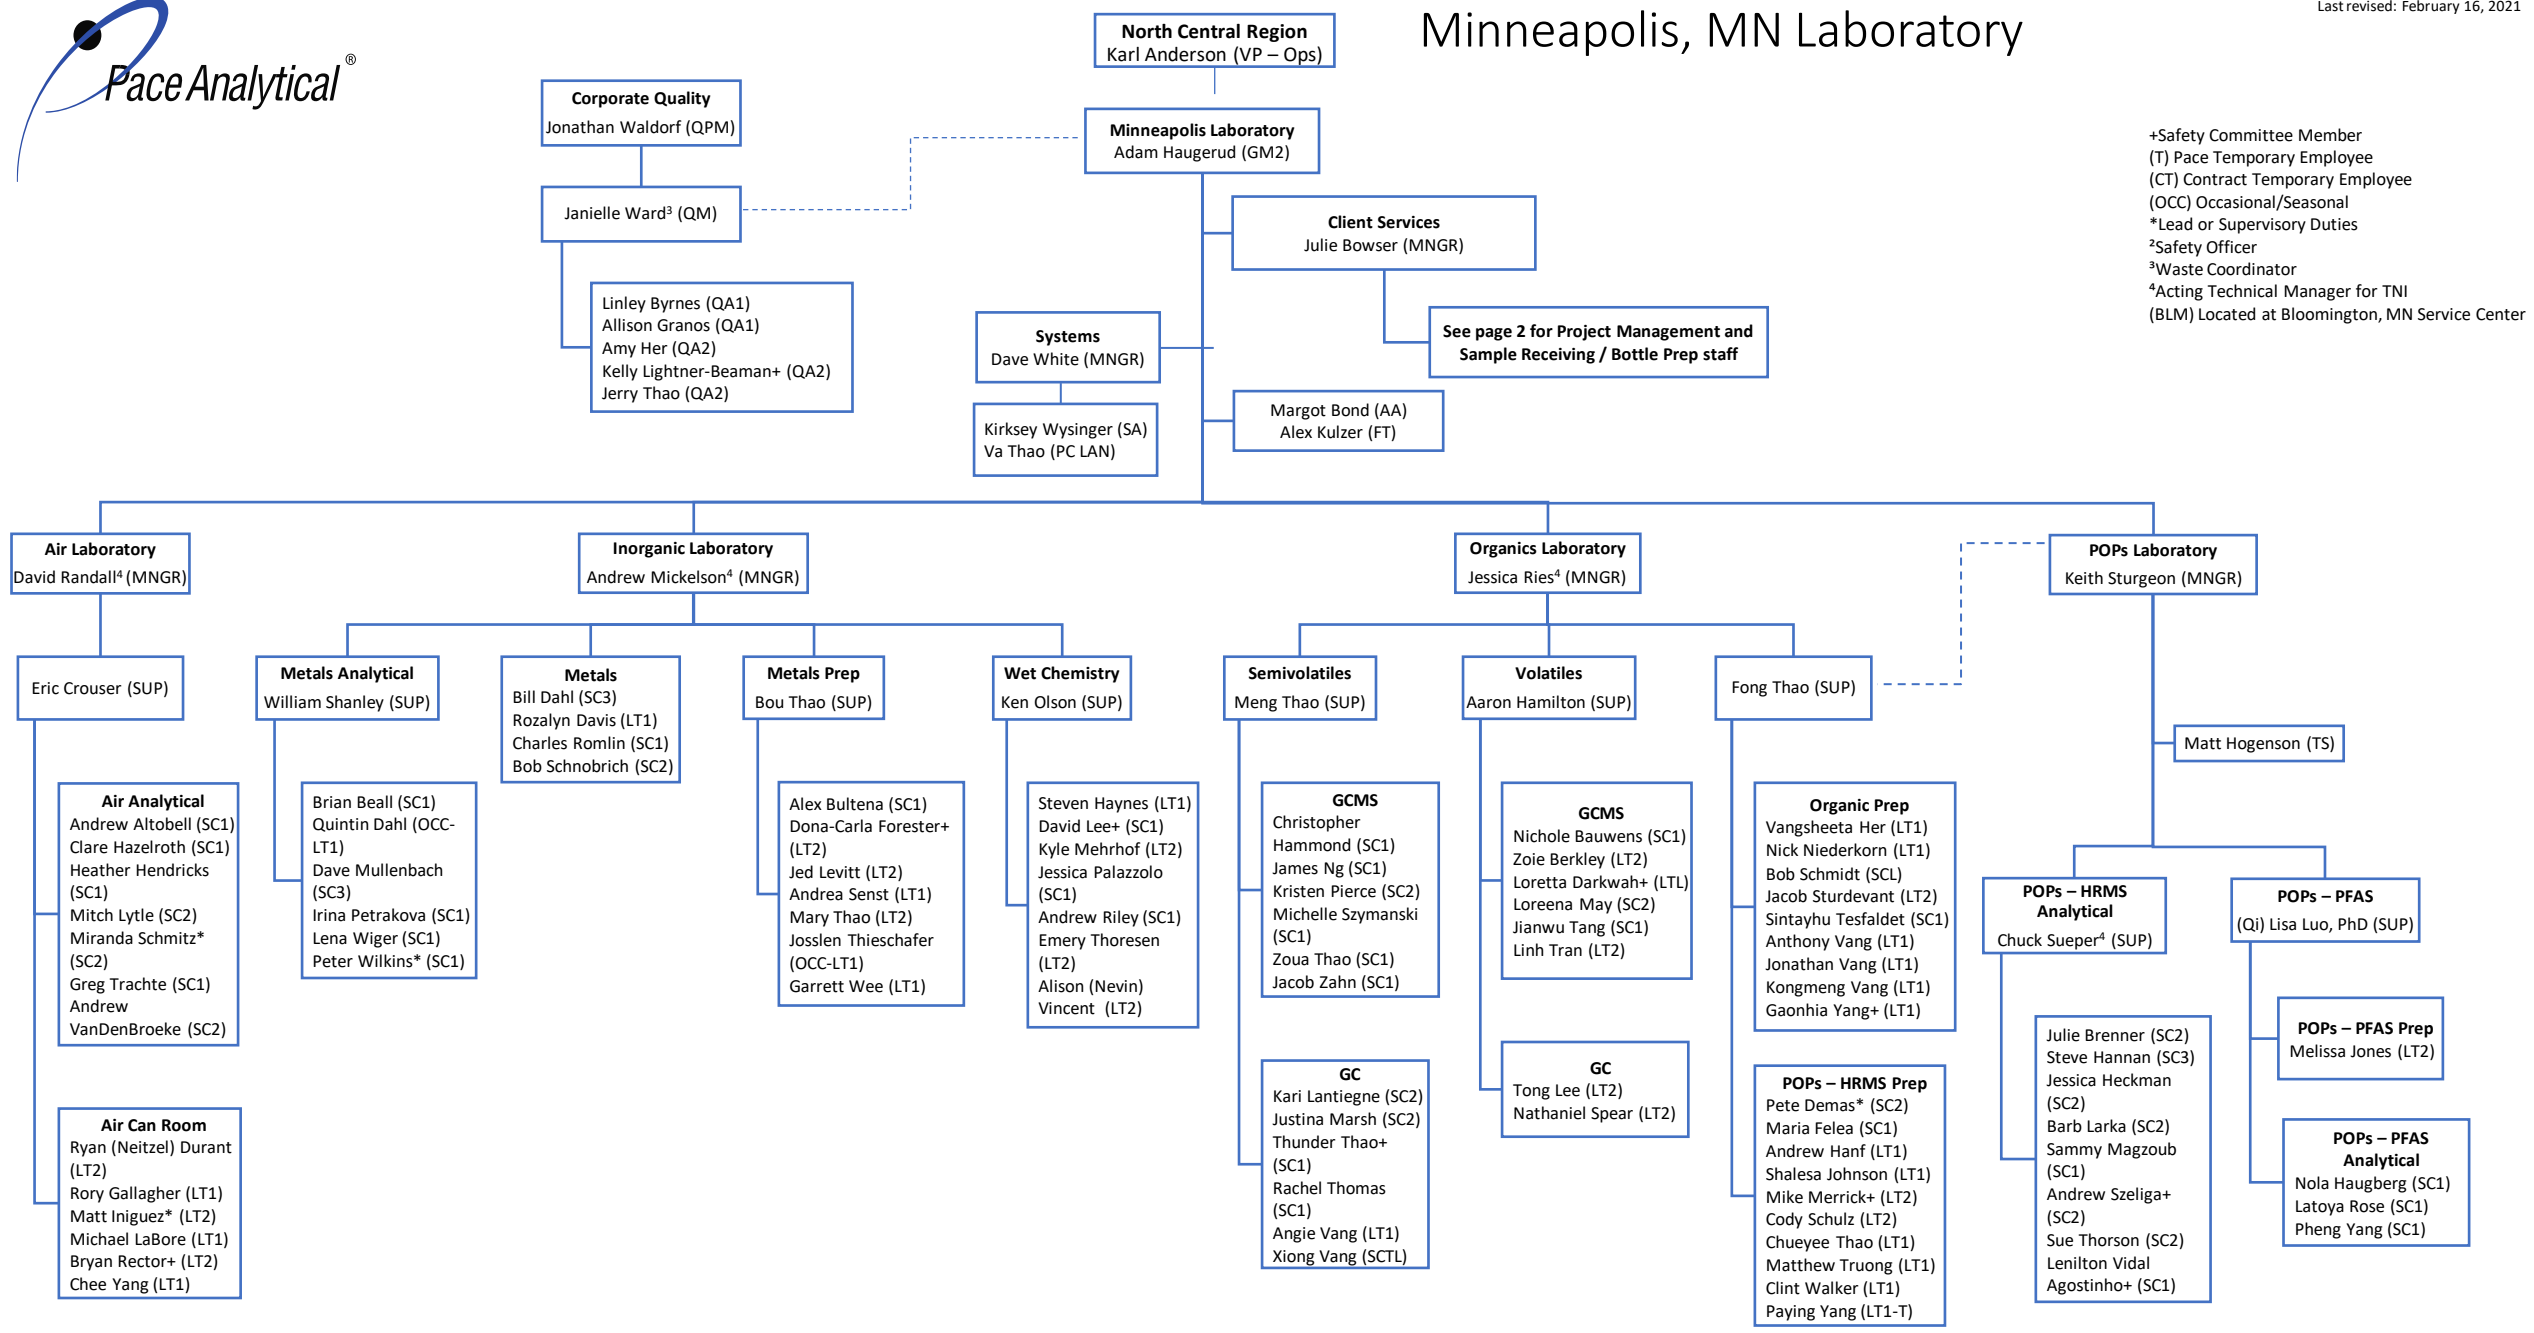 Pace Analytical ®
Minneapolis, MN Laboratory
Last revised: February 16, 2021
North Central Region
Karl Anderson (VP – Ops)
Corporate Quality
Jonathan Waldorf (QPM)
Minneapolis Laboratory
Adam Haugerud (GM2)
+Safety Committee Member
(T) Pace Temporary Employee
(CT) Contract Temporary Employee
(OCC) Occasional/Seasonal
*Lead or Supervisory Duties
²Safety Officer
³Waste Coordinator
⁴Acting Technical Manager for TNI
(BLM) Located at Bloomington, MN Service Center
Janielle Ward³ (QM)
Client Services
Julie Bowser (MNGR)
Linley Byrnes (QA1)
Allison Granos (QA1)
Amy Her (QA2)
Kelly Lightner-Beaman+ (QA2)
Jerry Thao (QA2)
Systems
Dave White (MNGR)
See page 2 for Project Management and
Sample Receiving / Bottle Prep staff
Kirksey Wysinger (SA)
Va Thao (PC LAN)
Margot Bond (AA)
Alex Kulzer (FT)
Air Laboratory
David Randall⁴ (MNGR)
Inorganic Laboratory
Andrew Mickelson⁴ (MNGR)
Organics Laboratory
Jessica Ries⁴ (MNGR)
POPs Laboratory
Keith Sturgeon (MNGR)
Eric Crouser (SUP)
Metals Analytical
William Shanley (SUP)
Metals
Bill Dahl (SC3)
Rozalyn Davis (LT1)
Charles Romlin (SC1)
Bob Schnobrich (SC2)
Metals Prep
Bou Thao (SUP)
Wet Chemistry
Ken Olson (SUP)
Semivolatiles
Meng Thao (SUP)
Volatiles
Aaron Hamilton (SUP)
Fong Thao (SUP)
Matt Hogenson (TS)
Air Analytical
Andrew Altobell (SC1)
Clare Hazelroth (SC1)
Heather Hendricks
(SC1)
Mitch Lytle (SC2)
Miranda Schmitz*
(SC2)
Greg Trachte (SC1)
Andrew
VanDenBroeke (SC2)
Air Can Room
Ryan (Neitzel) Durant
(LT2)
Rory Gallagher (LT1)
Matt Iniguez* (LT2)
Michael LaBore (LT1)
Bryan Rector+ (LT2)
Chee Yang (LT1)
Brian Beall (SC1)
Quintin Dahl (OCC-
LT1)
Dave Mullenbach
(SC3)
Irina Petrakova (SC1)
Lena Wiger (SC1)
Peter Wilkins* (SC1)
Alex Bultena (SC1)
Dona-Carla Forester+
(LT2)
Jed Levitt (LT2)
Andrea Senst (LT1)
Mary Thao (LT2)
Josslen Thieschafer
(OCC-LT1)
Garrett Wee (LT1)
Steven Haynes (LT1)
David Lee+ (SC1)
Kyle Mehrhof (LT2)
Jessica Palazzolo
(SC1)
Andrew Riley (SC1)
Emery Thoresen
(LT2)
Alison (Nevin)
Vincent (LT2)
GCMS
Christopher
Hammond (SC1)
James Ng (SC1)
Kristen Pierce (SC2)
Michelle Szymanski
(SC1)
Zoua Thao (SC1)
Jacob Zahn (SC1)
GC
Kari Lantiegne (SC2)
Justina Marsh (SC2)
Thunder Thao+
(SC1)
Rachel Thomas
(SC1)
Angie Vang (LT1)
Xiong Vang (SCTL)
GCMS
Nichole Bauwens (SC1)
Zoie Berkley (LT2)
Loretta Darkwah+ (LTL)
Loreena May (SC2)
Jianwu Tang (SC1)
Linh Tran (LT2)
GC
Tong Lee (LT2)
Nathaniel Spear (LT2)
Organic Prep
Vangsheeta Her (LT1)
Nick Niederkorn (LT1)
Bob Schmidt (SCL)
Jacob Sturdevant (LT2)
Sintayhu Tesfaldet (SC1)
Anthony Vang (LT1)
Jonathan Vang (LT1)
Kongmeng Vang (LT1)
Gaonhia Yang+ (LT1)
POPs – HRMS Prep
Pete Demas* (SC2)
Maria Felea (SC1)
Andrew Hanf (LT1)
Shalesa Johnson (LT1)
Mike Merrick+ (LT2)
Cody Schulz (LT2)
Chueyee Thao (LT1)
Matthew Truong (LT1)
Clint Walker (LT1)
Paying Yang (LT1-T)
POPs – HRMS
Analytical
Chuck Sueper⁴ (SUP)
Julie Brenner (SC2)
Steve Hannan (SC3)
Jessica Heckman
(SC2)
Barb Larka (SC2)
Sammy Magzoub
(SC1)
Andrew Szeliga+
(SC2)
Sue Thorson (SC2)
Lenilton Vidal
Agostinho+ (SC1)
POPs – PFAS
(Qi) Lisa Luo, PhD (SUP)
POPs – PFAS Prep
Melissa Jones (LT2)
POPs – PFAS
Analytical
Nola Haugberg (SC1)
Latoya Rose (SC1)
Pheng Yang (SC1)